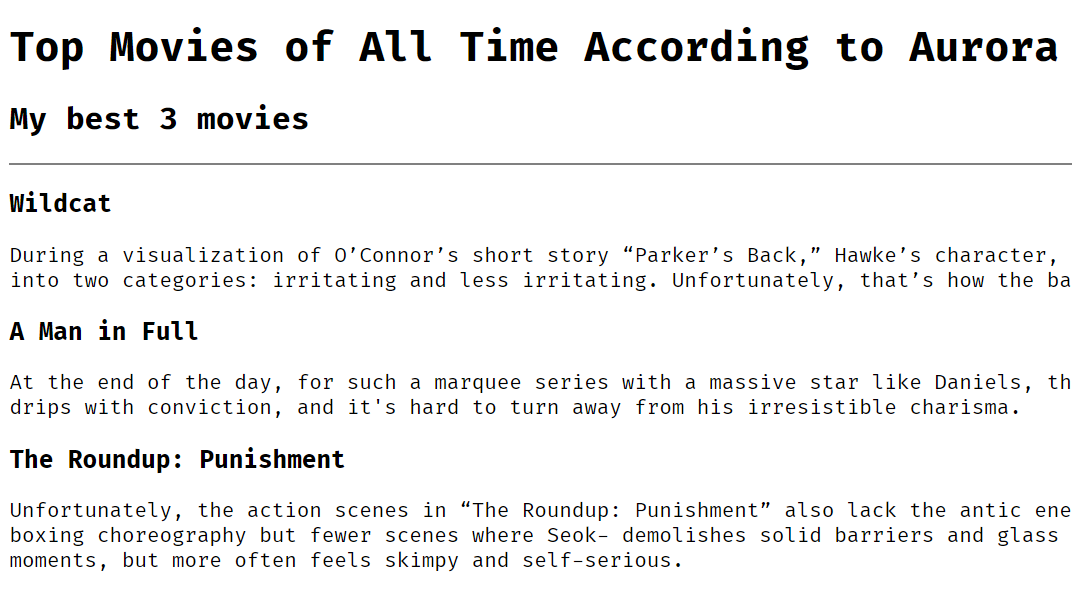 Top Movies of All Time According to Aurora
My best 3 movies
Wildcat
During a visualization of O’Connor’s short story “Parker’s Back,” Hawke’s character,
into two categories: irritating and less irritating. Unfortunately, that’s how the
A Man in Full
At the end of the day, for such a marquee series with a massive star like Daniels,
drips with conviction, and it's hard to turn away from his irresistible charisma.
The Roundup: Punishment
Unfortunately, the action scenes in “The Roundup: Punishment” also lack the antic
boxing choreography but fewer scenes where Seok– demolishes solid barriers and glass
moments, but more often feels skimpy and self-serious.